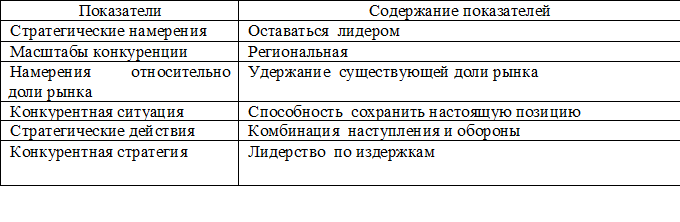 Показатели Содержание показателей
Стратегические намерения Оставаться лидером
Масштабы конкуренции Региональная
Намерения относительно Удержание существующей доли рынка
доли рынка
Конкурентная ситуация Способность сохранить настоящую позицию
Стратегические действия Комбинация наступления и обороны
Конкурентная стратегия Лидерство по издержкам